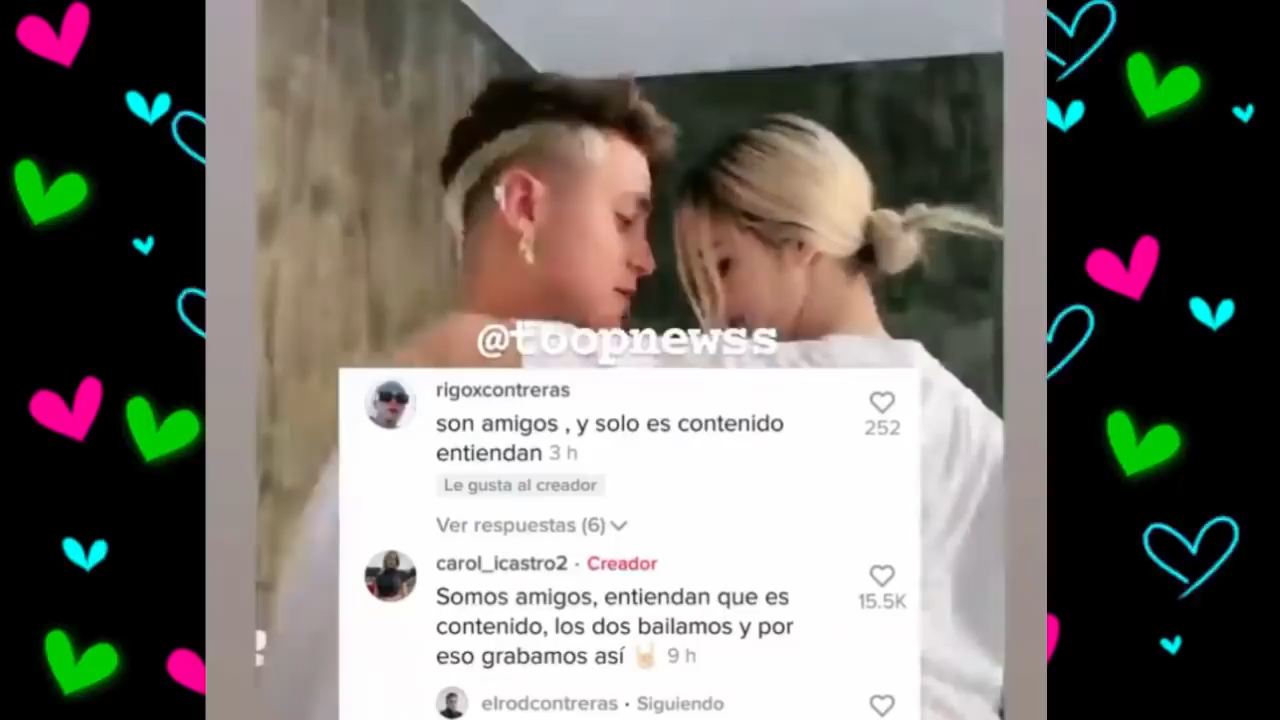 @toopnewss
rigoxcontreras
son amigos , y solo es contenido
entiendan 3 h
252
Le gusta al creador
Ver respuestas (6)
carol_icastro2 · Creador
Somos amigos, entiendan que es
contenido, los dos bailamos y por
eso grabamos así 🤘🏻 9 h
15.5K
elrodcontreras · Siguiendo